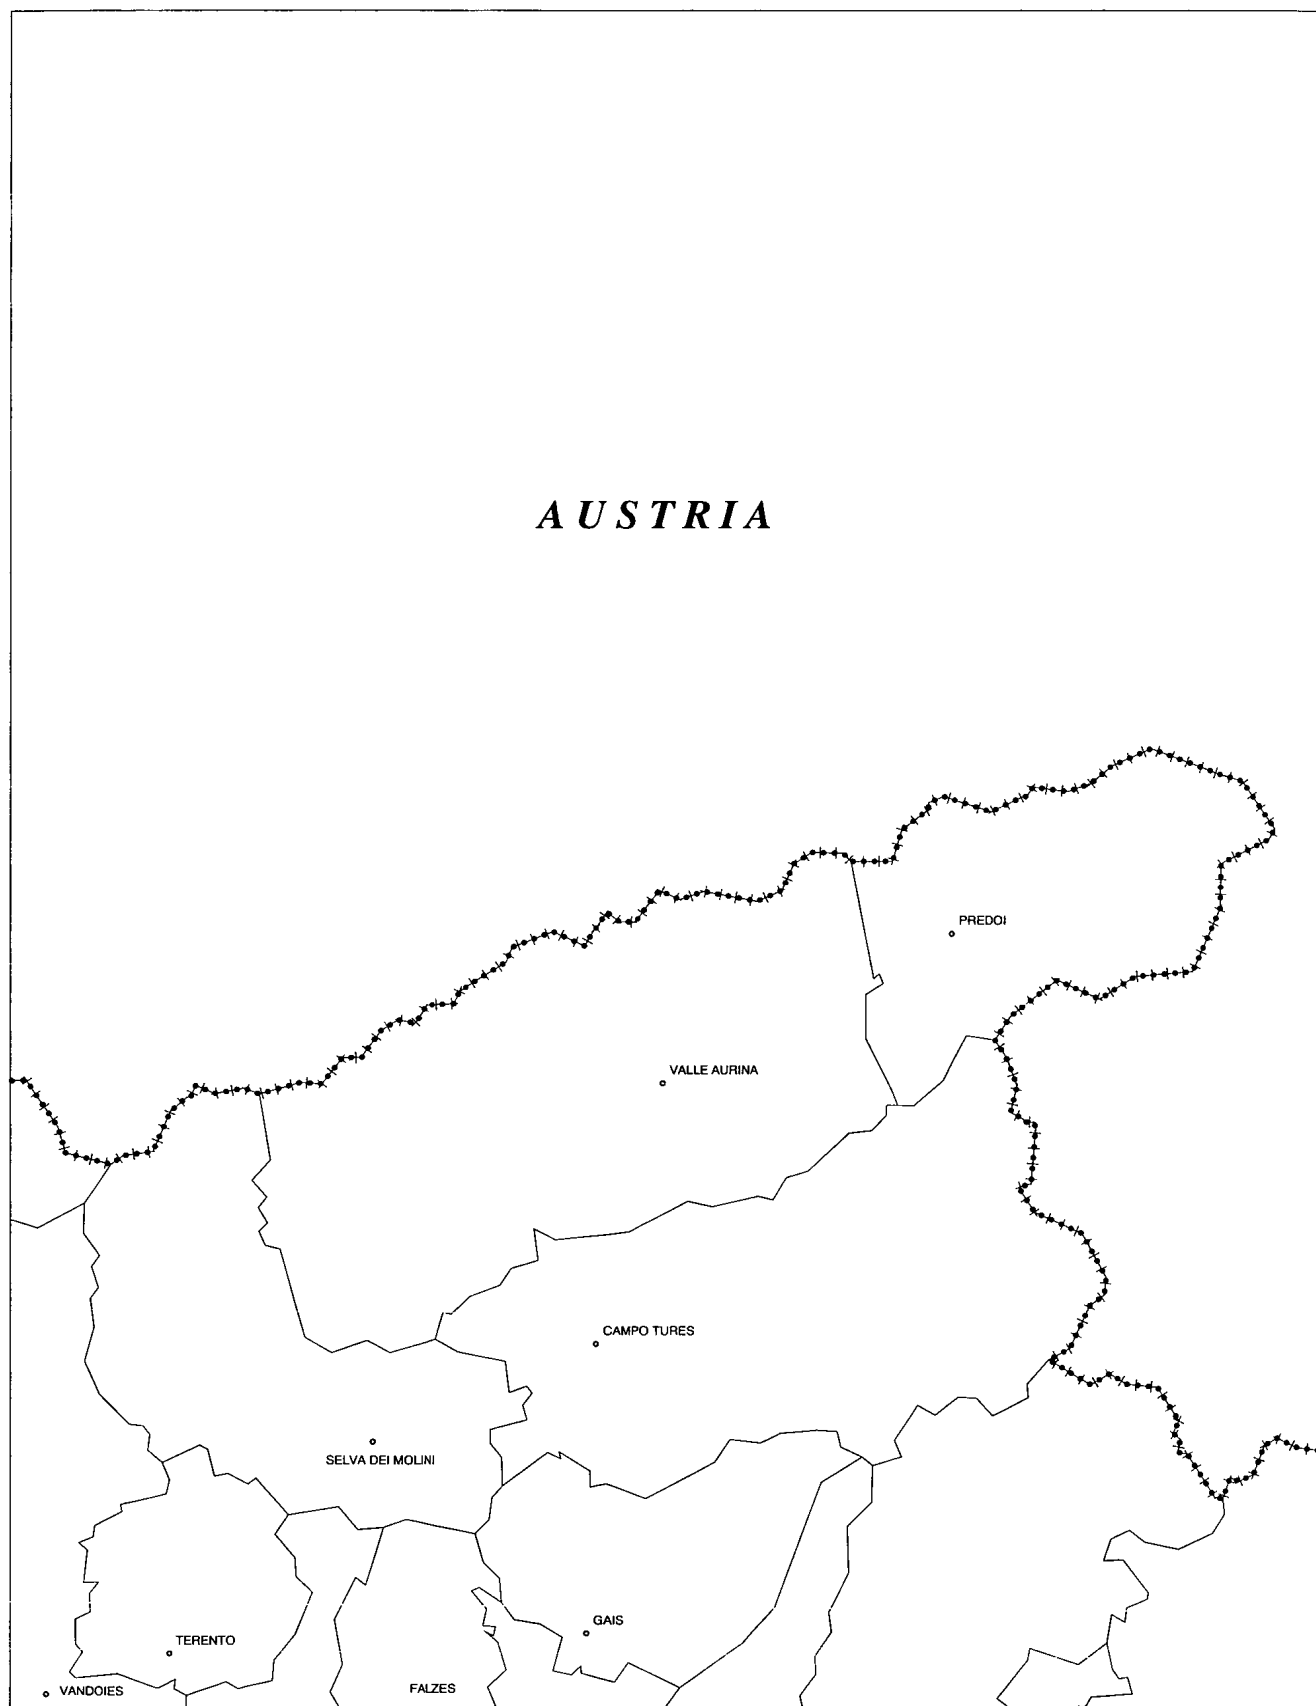 AUSTRIA
PREDOI
VALLE AURINA
CAMPO TURES
SELVA DEI MOLINI
GAIS
TERENTO
VANDOIES
FALZES